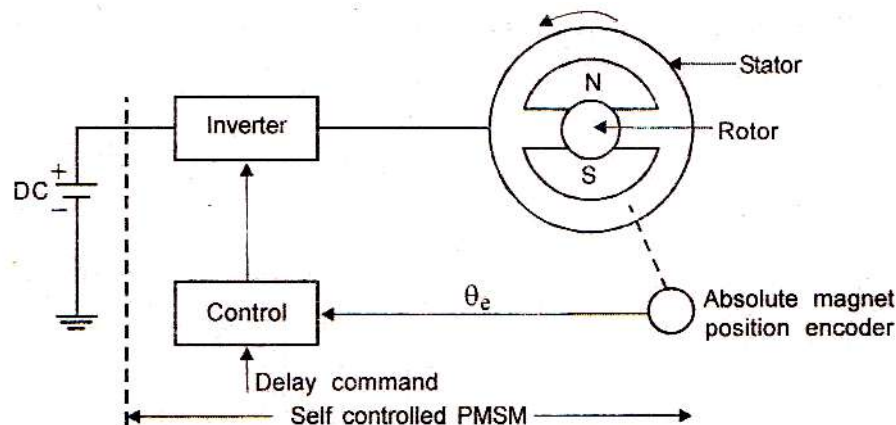 N
Stator
Inverter
Rotor
+
DC
−
S
θe
Absolute magnet
position encoder
Control
Delay command
Self controlled PMSM